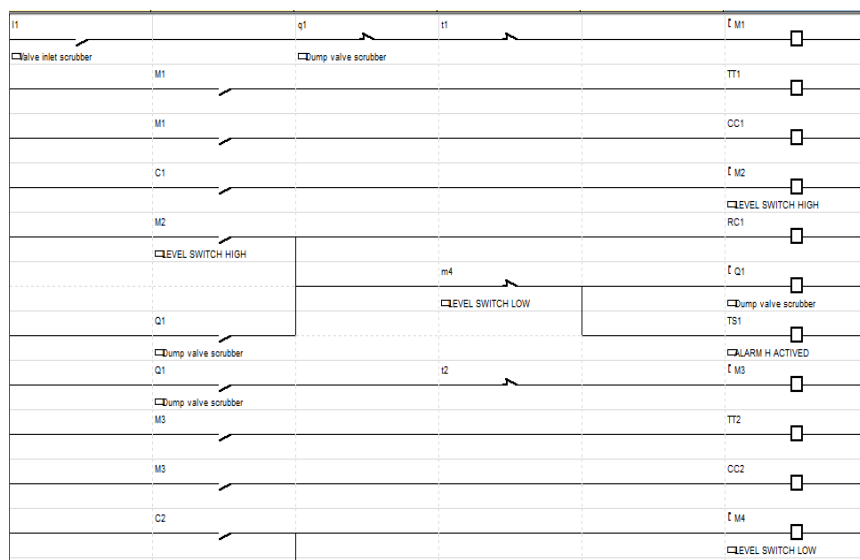 I1 q1 t1 [ M1
Valve inlet scrubber Dump valve scrubber
M1 TT1
M1 CC1
C1 [ M2
LEVEL SWITCH HIGH
M2 RC1
LEVEL SWITCH HIGH
m4 [ Q1
LEVEL SWITCH LOW Dump valve scrubber
Q1 TS1
Dump valve scrubber ALARM H ACTIVED
Q1 t2 [ M3
Dump valve scrubber
M3 TT2
M3 CC2
C2 [ M4
LEVEL SWITCH LOW